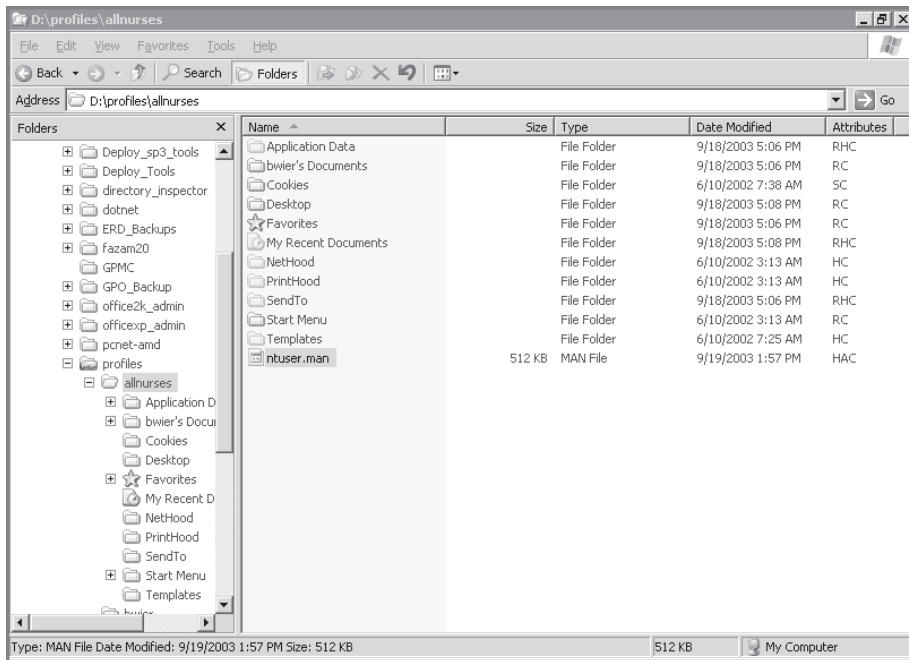 D:\profiles\allnurses
File Edit View Favorites Tools Help
Back Search Folders
Address D:\profiles\allnurses Go
Folders
Deploy_sp3_tools
Deploy_Tools
directory_inspector
dotnet
ERD_Backups
fazam20
GPMC
GPO_Backup
office2k_admin
officexp_admin
pcnet-amd
profiles
allnurses
Application D
bwier's Docu
Cookies
Desktop
Favorites
My Recent D
NetHood
PrintHood
SendTo
Start Menu
Templates
bwier
Name Size Type Date Modified Attributes
Application Data File Folder 9/18/2003 5:06 PM RHC
bwier's Documents File Folder 9/18/2003 5:06 PM RC
Cookies File Folder 6/10/2002 7:38 AM SC
Desktop File Folder 9/18/2003 5:08 PM RC
Favorites File Folder 9/18/2003 5:06 PM RC
My Recent Documents File Folder 9/18/2003 5:08 PM RHC
NetHood File Folder 6/10/2002 3:13 AM HC
PrintHood File Folder 6/10/2002 3:13 AM HC
SendTo File Folder 9/18/2003 5:06 PM RHC
Start Menu File Folder 6/10/2002 3:13 AM RC
Templates File Folder 6/10/2002 7:25 AM HC
ntuser.man 512 KB MAN File 9/19/2003 1:57 PM HAC
Type: MAN File Date Modified: 9/19/2003 1:57 PM Size: 512 KB 512 KB My Computer